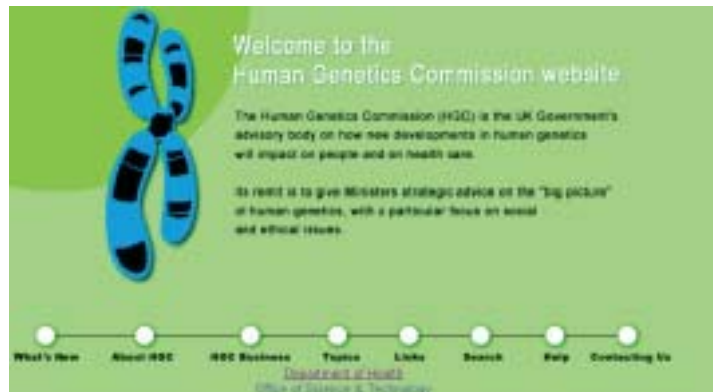 Welcome to the
Human Genetics Commission website
The Human Genetics Commission (HGC) is the UK Government's
advisory body on how new developments in human genetics
will impact on people and on health care.
Its remit is to give Ministers strategic advice on the "big picture"
of human genetics, with a particular focus on social
and ethical issues.
What's New About HGC HGC Business Topics Links Search Help Contacting Us
Department of Health
Office of Science & Technology